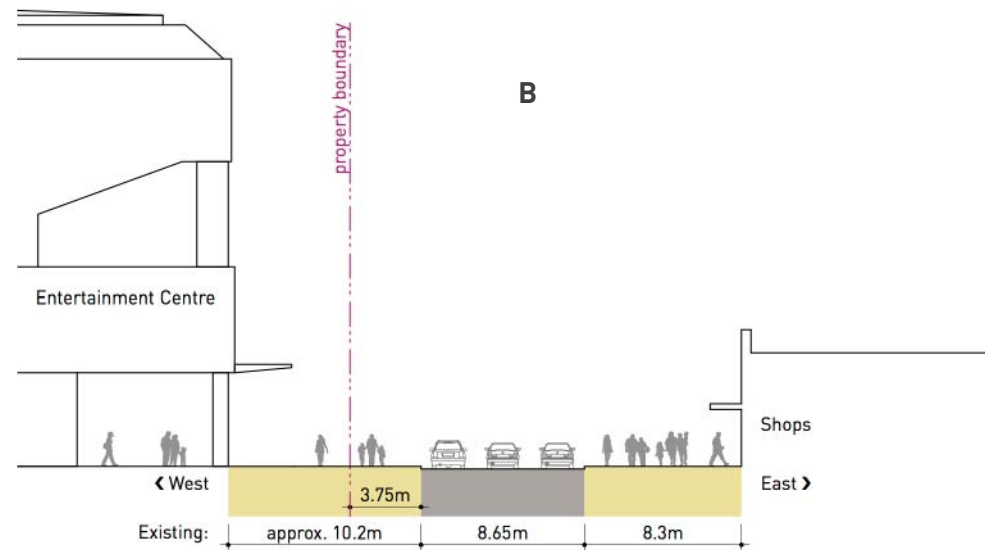 B
property boundary
Entertainment Centre
Shops
❮ West
East ❯
3.75m
Existing:
approx. 10.2m
8.65m
8.3m